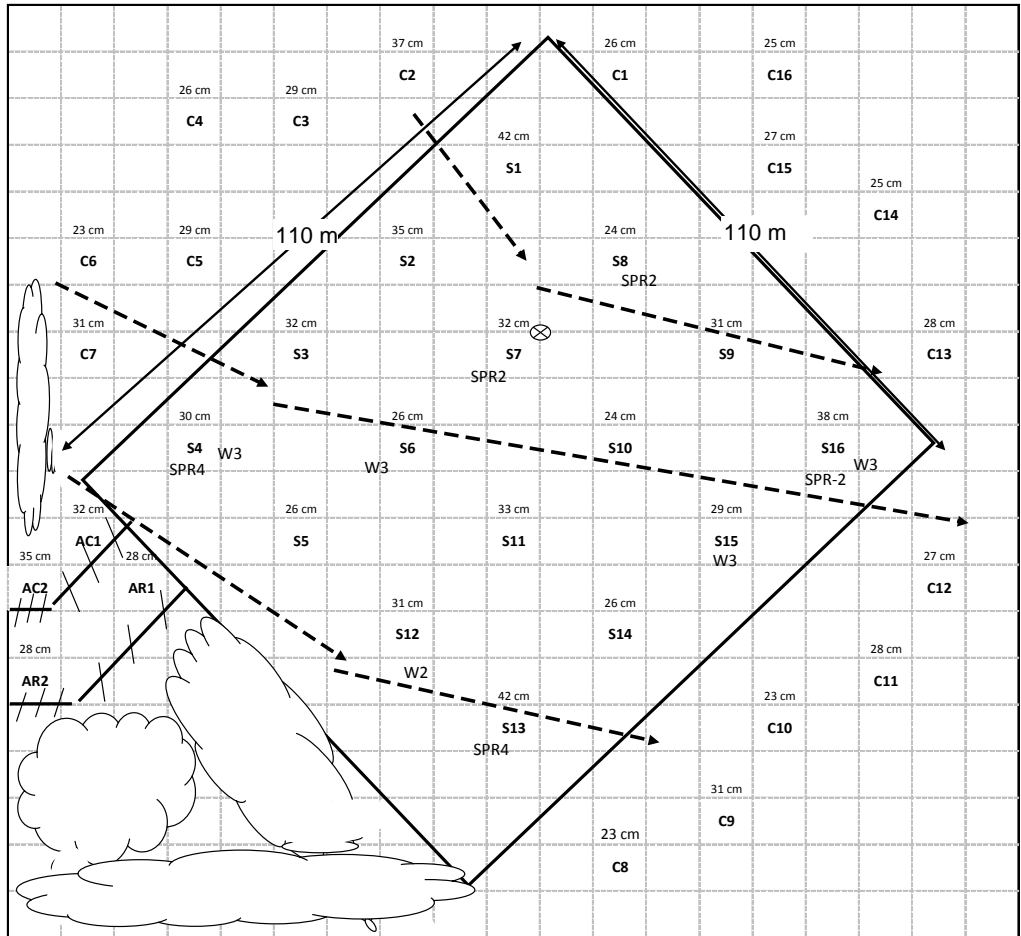 37 cm
C2
26 cm
C1
25 cm
C16
26 cm
C4
29 cm
C3
42 cm
S1
27 cm
C15
25 cm
C14
110 m
110 m
23 cm
C6
29 cm
C5
35 cm
S2
24 cm
S8
SPR2
31 cm
C7
32 cm
S3
32 cm
S7
SPR2
31 cm
S9
28 cm
C13
30 cm
S4
W3
SPR4
26 cm
S6
W3
24 cm
S10
38 cm
S16
W3
SPR-2
32 cm
AC1
26 cm
S5
33 cm
S11
29 cm
S15
W3
35 cm
AC2
28 cm
AR1
27 cm
C12
31 cm
S12
W2
26 cm
S14
28 cm
AR2
28 cm
C11
42 cm
S13
SPR4
23 cm
C10
31 cm
C9
23 cm
C8